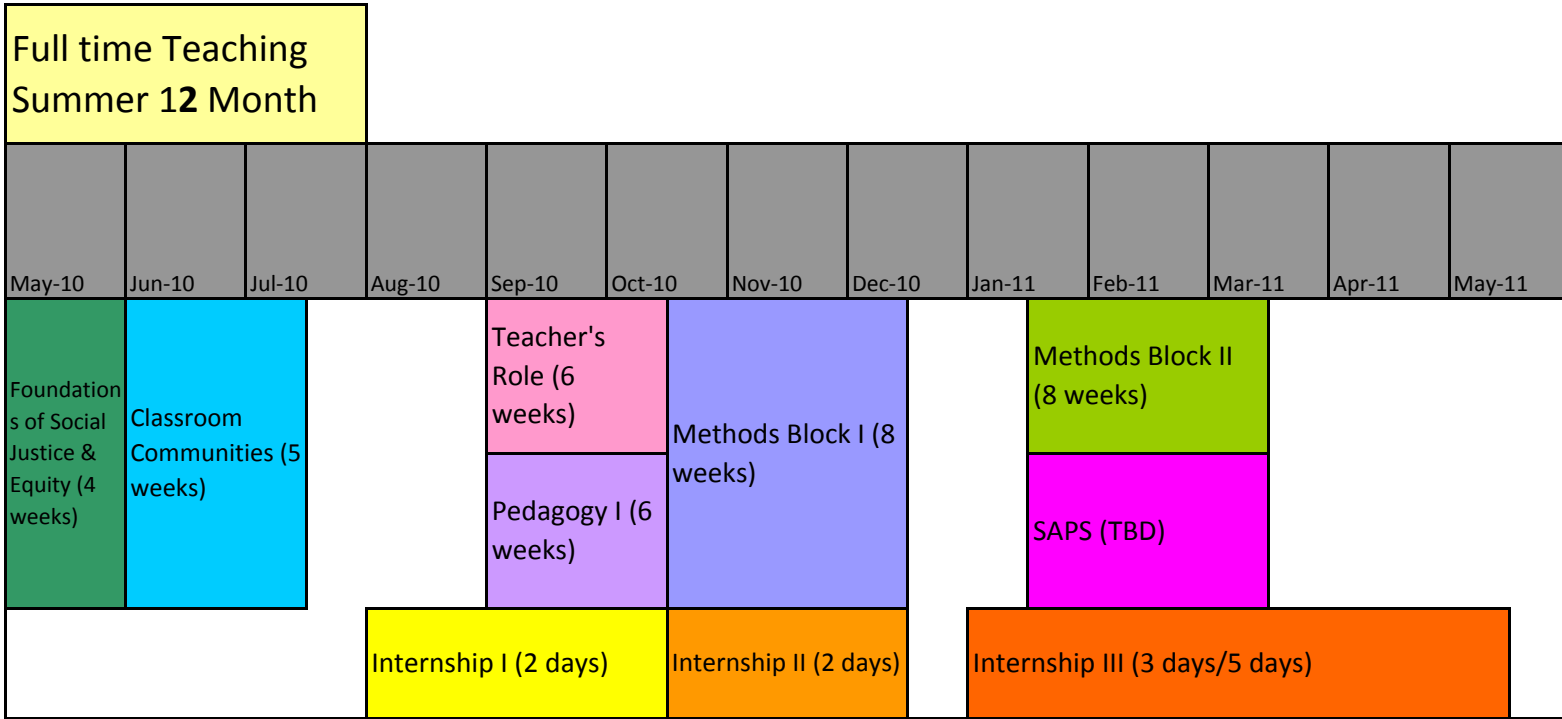 Full time Teaching
Summer 12 Month
May-10
Jun-10
Jul-10
Aug-10
Sep-10
Oct-10
Nov-10
Dec-10
Jan-11
Feb-11
Mar-11
Apr-11
May-11
Foundation
s of Social
Justice &
Equity (4
weeks)
Classroom
Communities (5
weeks)
Teacher's
Role (6
weeks)
Pedagogy I (6
weeks)
Methods Block I (8
weeks)
Methods Block II
(8 weeks)
SAPS (TBD)
Internship I (2 days)
Internship II (2 days)
Internship III (3 days/5 days)